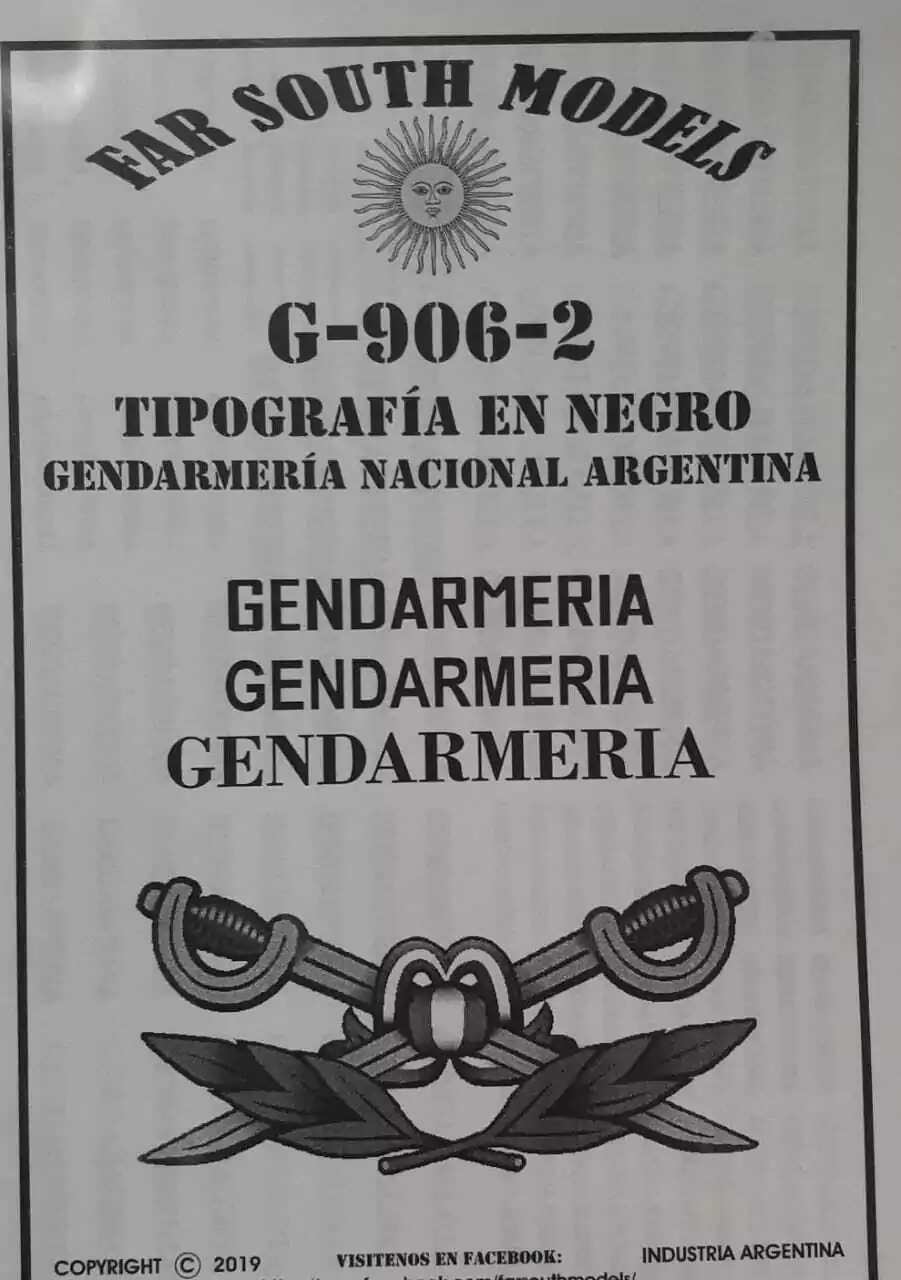 FAR SOUTH MODELS
G-906-2
TIPOGRAFÍA EN NEGRO
GENDARMERÍA NACIONAL ARGENTINA
GENDARMERIA
GENDARMERIA
GENDARMERIA
COPYRIGHT © 2019 VISITENOS EN FACEBOOK: INDUSTRIA ARGENTINA